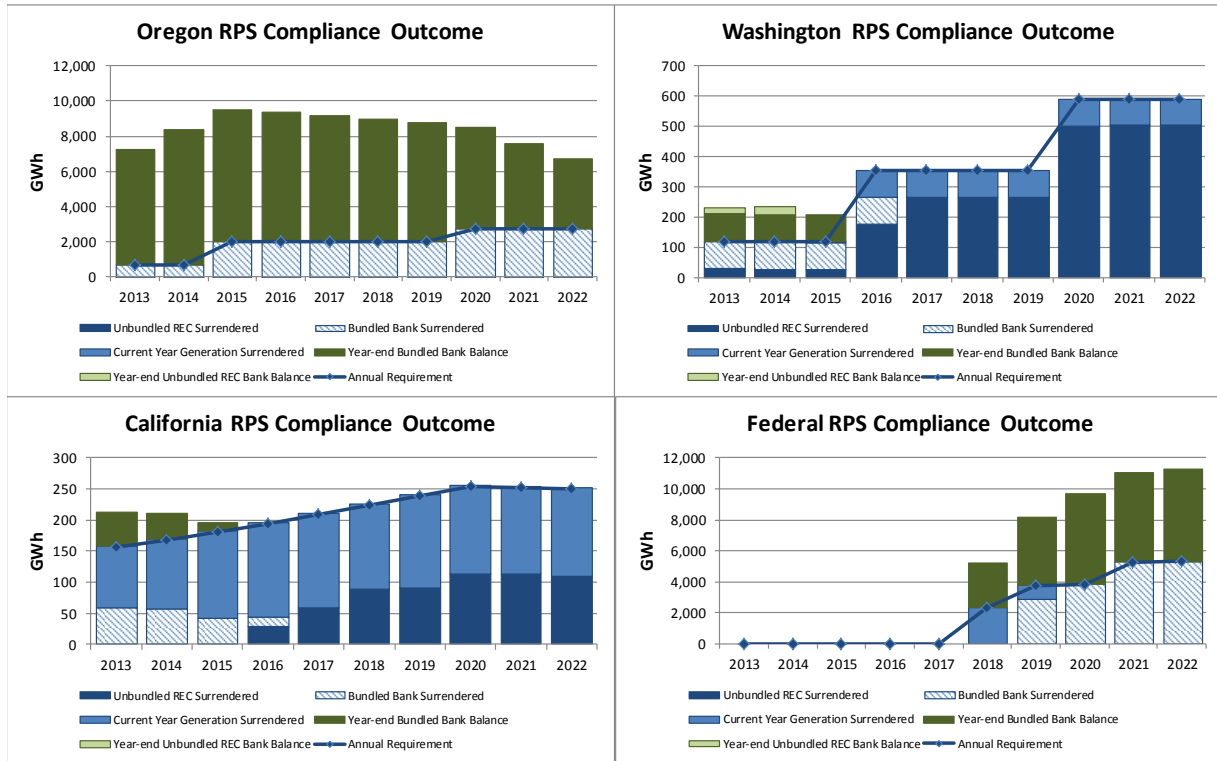 Oregon RPS Compliance Outcome
12,000
10,000
8,000
6,000
4,000
2,000
0
GWh
2013 2014 2015 2016 2017 2018 2019 2020 2021 2022
Unbundled REC Surrendered Bundled Bank Surrendered
Current Year Generation Surrendered Year-end Bundled Bank Balance
Year-end Unbundled REC Bank Balance Annual Requirement
Washington RPS Compliance Outcome
700
600
500
400
300
200
100
0
GWh
2013 2014 2015 2016 2017 2018 2019 2020 2021 2022
Unbundled REC Surrendered Bundled Bank Surrendered
Current Year Generation Surrendered Year-end Bundled Bank Balance
Year-end Unbundled REC Bank Balance Annual Requirement
California RPS Compliance Outcome
300
250
200
150
100
50
0
GWh
2013 2014 2015 2016 2017 2018 2019 2020 2021 2022
Unbundled REC Surrendered Bundled Bank Surrendered
Current Year Generation Surrendered Year-end Bundled Bank Balance
Year-end Unbundled REC Bank Balance Annual Requirement
Federal RPS Compliance Outcome
12,000
10,000
8,000
6,000
4,000
2,000
0
GWh
2013 2014 2015 2016 2017 2018 2019 2020 2021 2022
Unbundled REC Surrendered Bundled Bank Surrendered
Current Year Generation Surrendered Year-end Bundled Bank Balance
Year-end Unbundled REC Bank Balance Annual Requirement